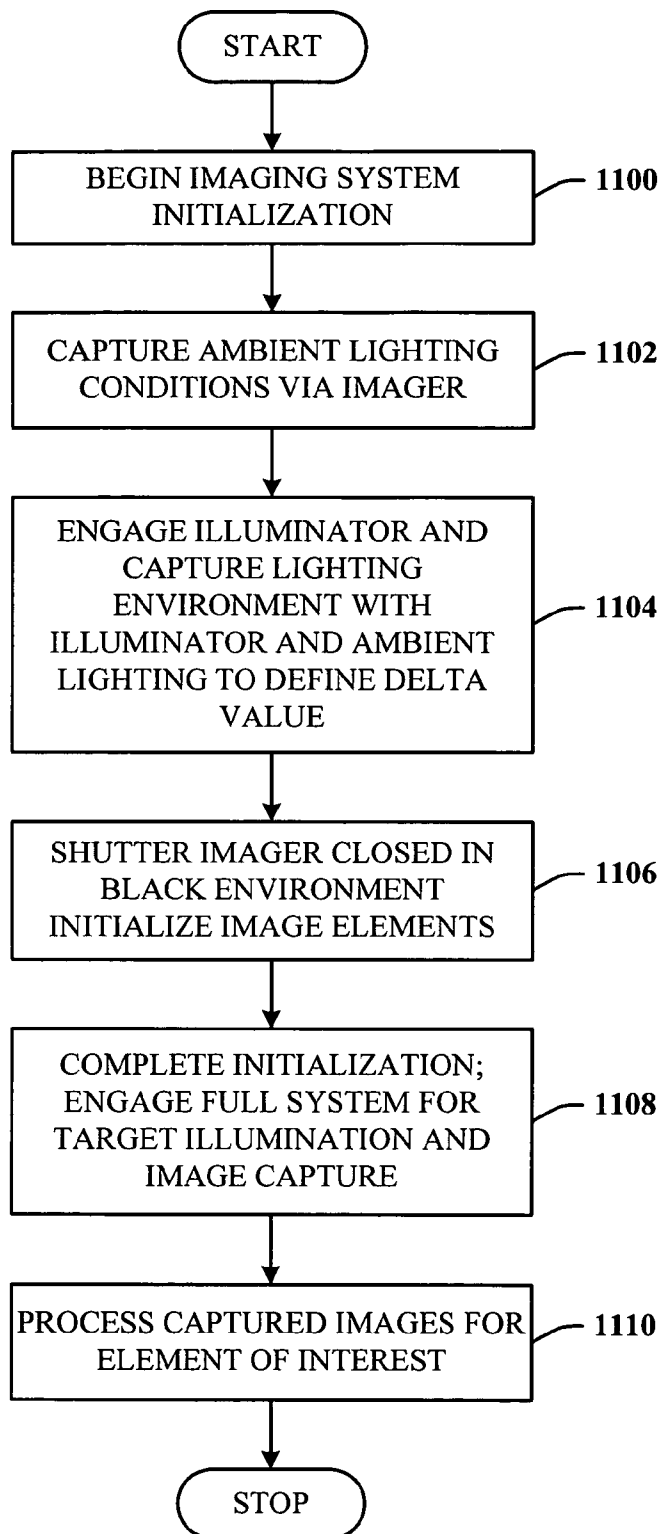 START
BEGIN IMAGING SYSTEM
INITIALIZATION
1100
CAPTURE AMBIENT LIGHTING
CONDITIONS VIA IMAGER
1102
ENGAGE ILLUMINATOR AND
CAPTURE LIGHTING
ENVIRONMENT WITH
ILLUMINATOR AND AMBIENT
LIGHTING TO DEFINE DELTA
VALUE
1104
SHUTTER IMAGER CLOSED IN
BLACK ENVIRONMENT
INITIALIZE IMAGE ELEMENTS
1106
COMPLETE INITIALIZATION;
ENGAGE FULL SYSTEM FOR
TARGET ILLUMINATION AND
IMAGE CAPTURE
1108
PROCESS CAPTURED IMAGES FOR
ELEMENT OF INTEREST
1110
STOP